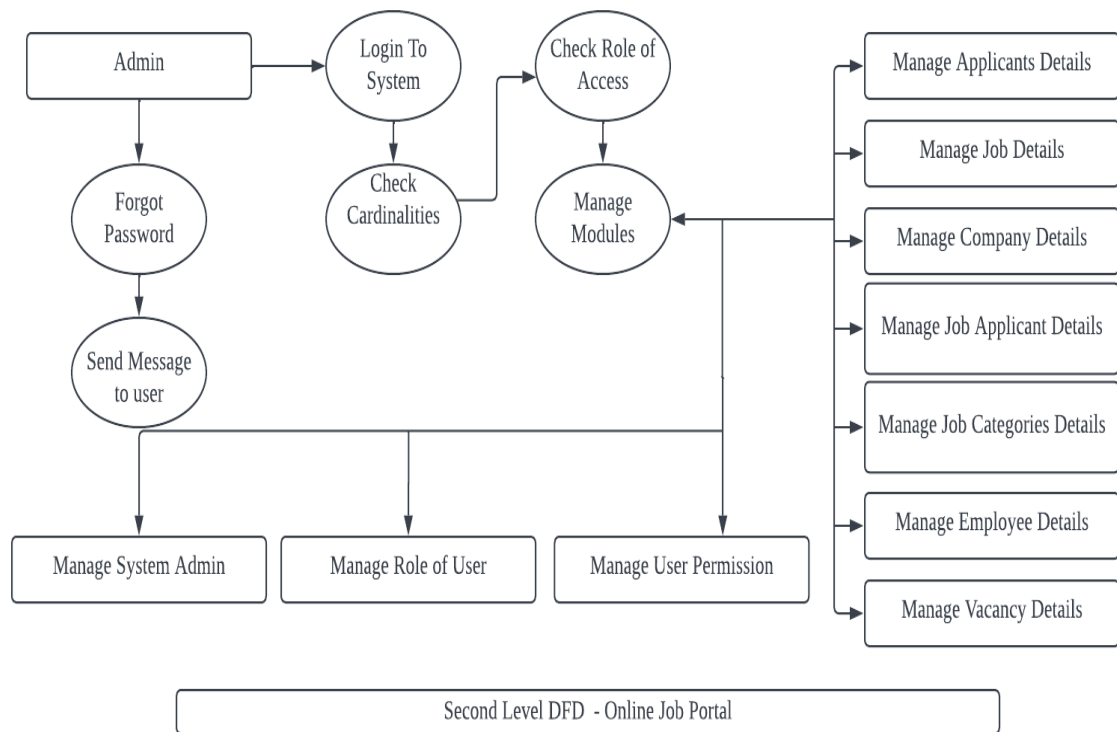 Admin
Login To
System
Check Role of
Access
Manage Applicants Details
Manage Job Details
Forgot
Password
Check
Cardinalities
Manage
Modules
Manage Company Details
Manage Job Applicant Details
Send Message
to user
Manage Job Categories Details
Manage Employee Details
Manage System Admin
Manage Role of User
Manage User Permission
Manage Vacancy Details
Second Level DFD - Online Job Portal